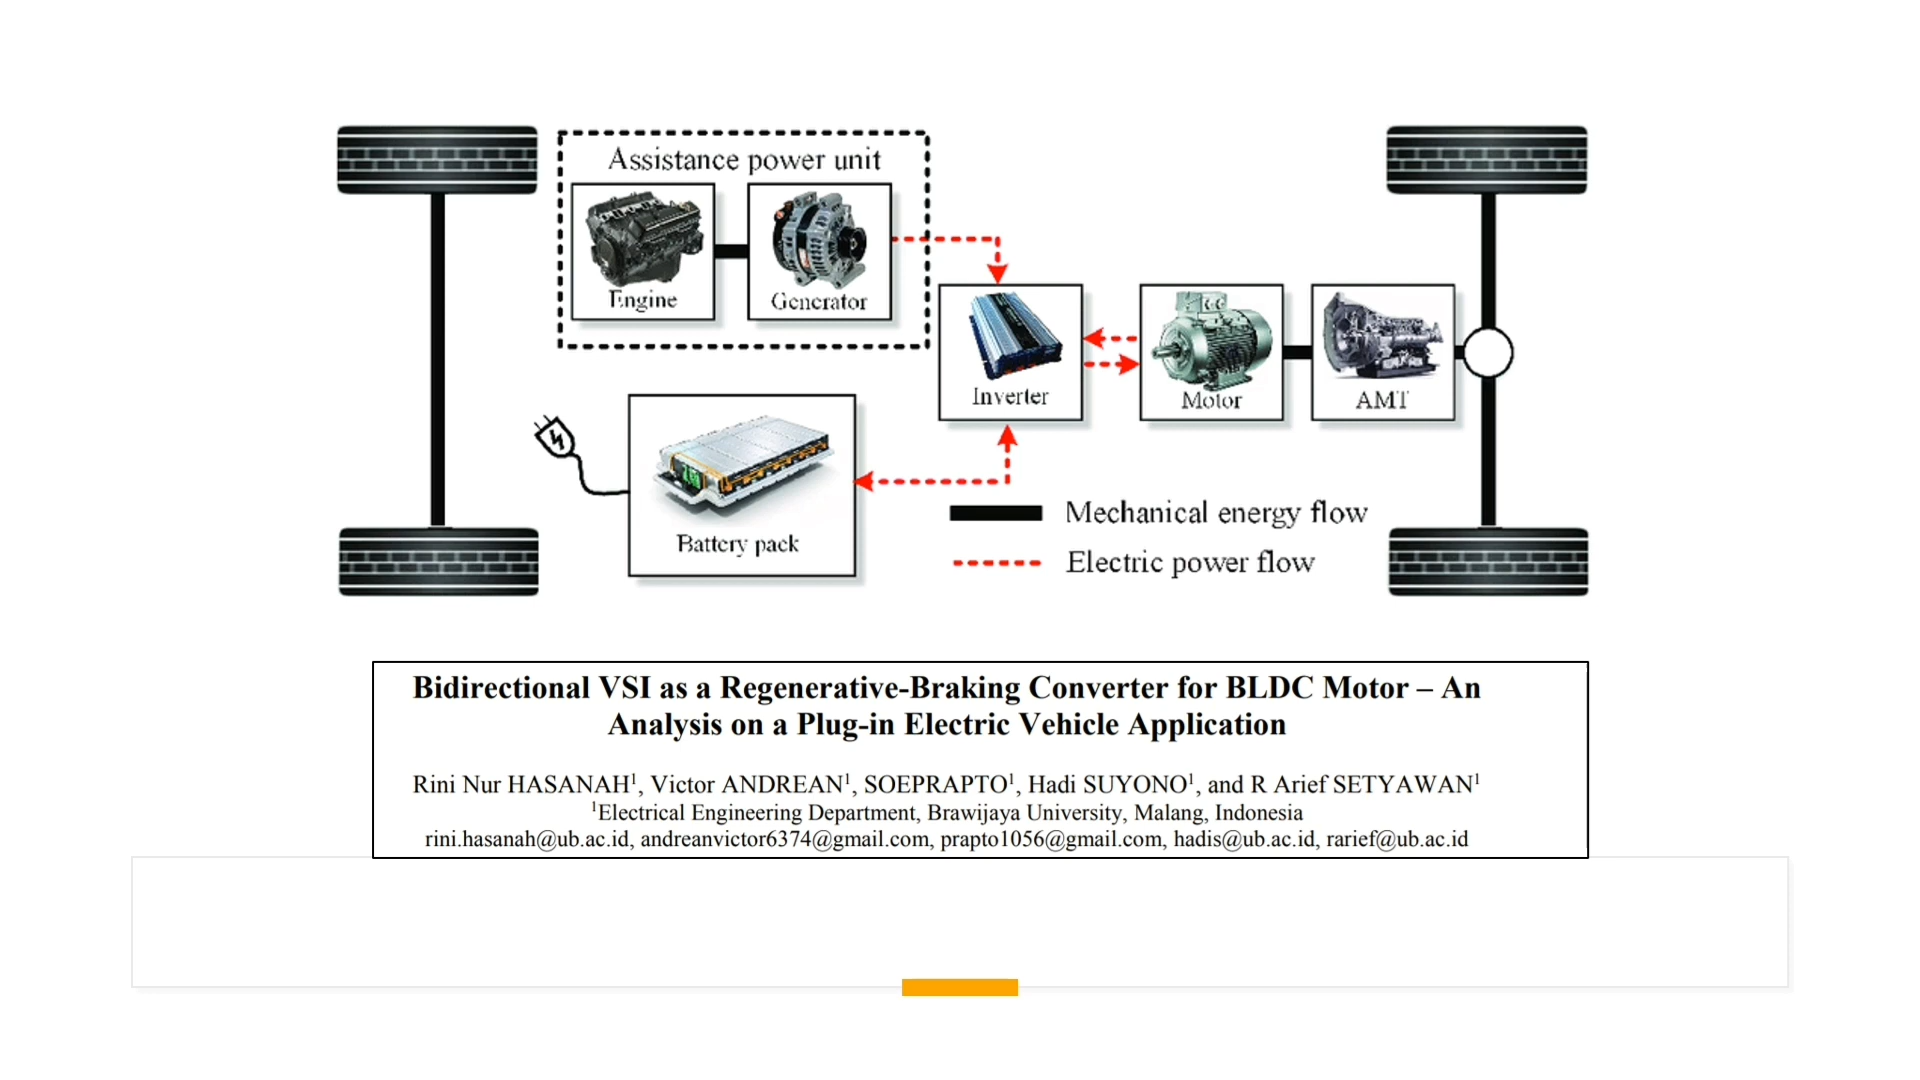 Assistance power unit
Engine
Generator
Inverter
Motor
AMT
Battery pack
Mechanical energy flow
Electric power flow
Bidirectional VSI as a Regenerative-Braking Converter for BLDC Motor – An
Analysis on a Plug-in Electric Vehicle Application
Rini Nur HASANAH¹, Victor ANDREAN¹, SOEPRAPTO¹, Hadi SUYONO¹, and R Arief SETYAWAN¹
¹Electrical Engineering Department, Brawijaya University, Malang, Indonesia
rini.hasanah@ub.ac.id, andreanvictor6374@gmail.com, prapto1056@gmail.com, hadis@ub.ac.id, rarief@ub.ac.id